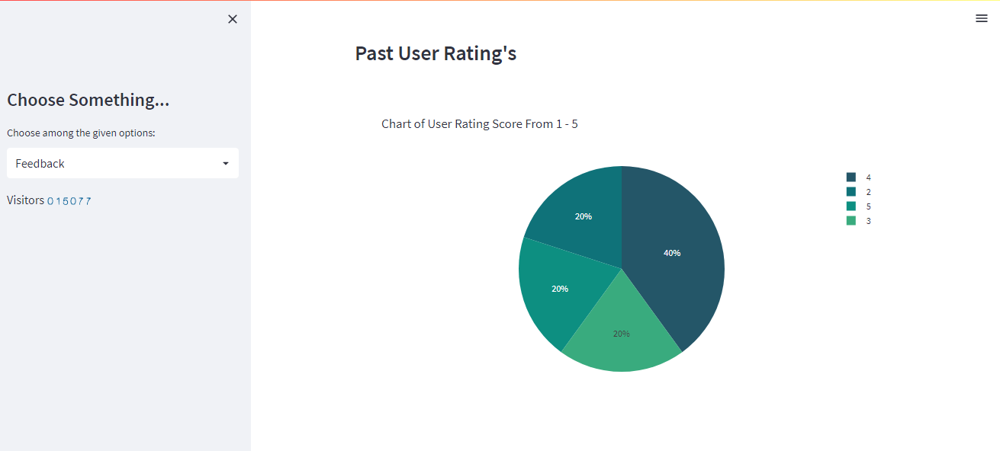 Choose Something...
Choose among the given options:
Feedback
Visitors 015077
Past User Rating's
Chart of User Rating Score From 1 - 5
20%
40%
20%
20%
4
2
5
3